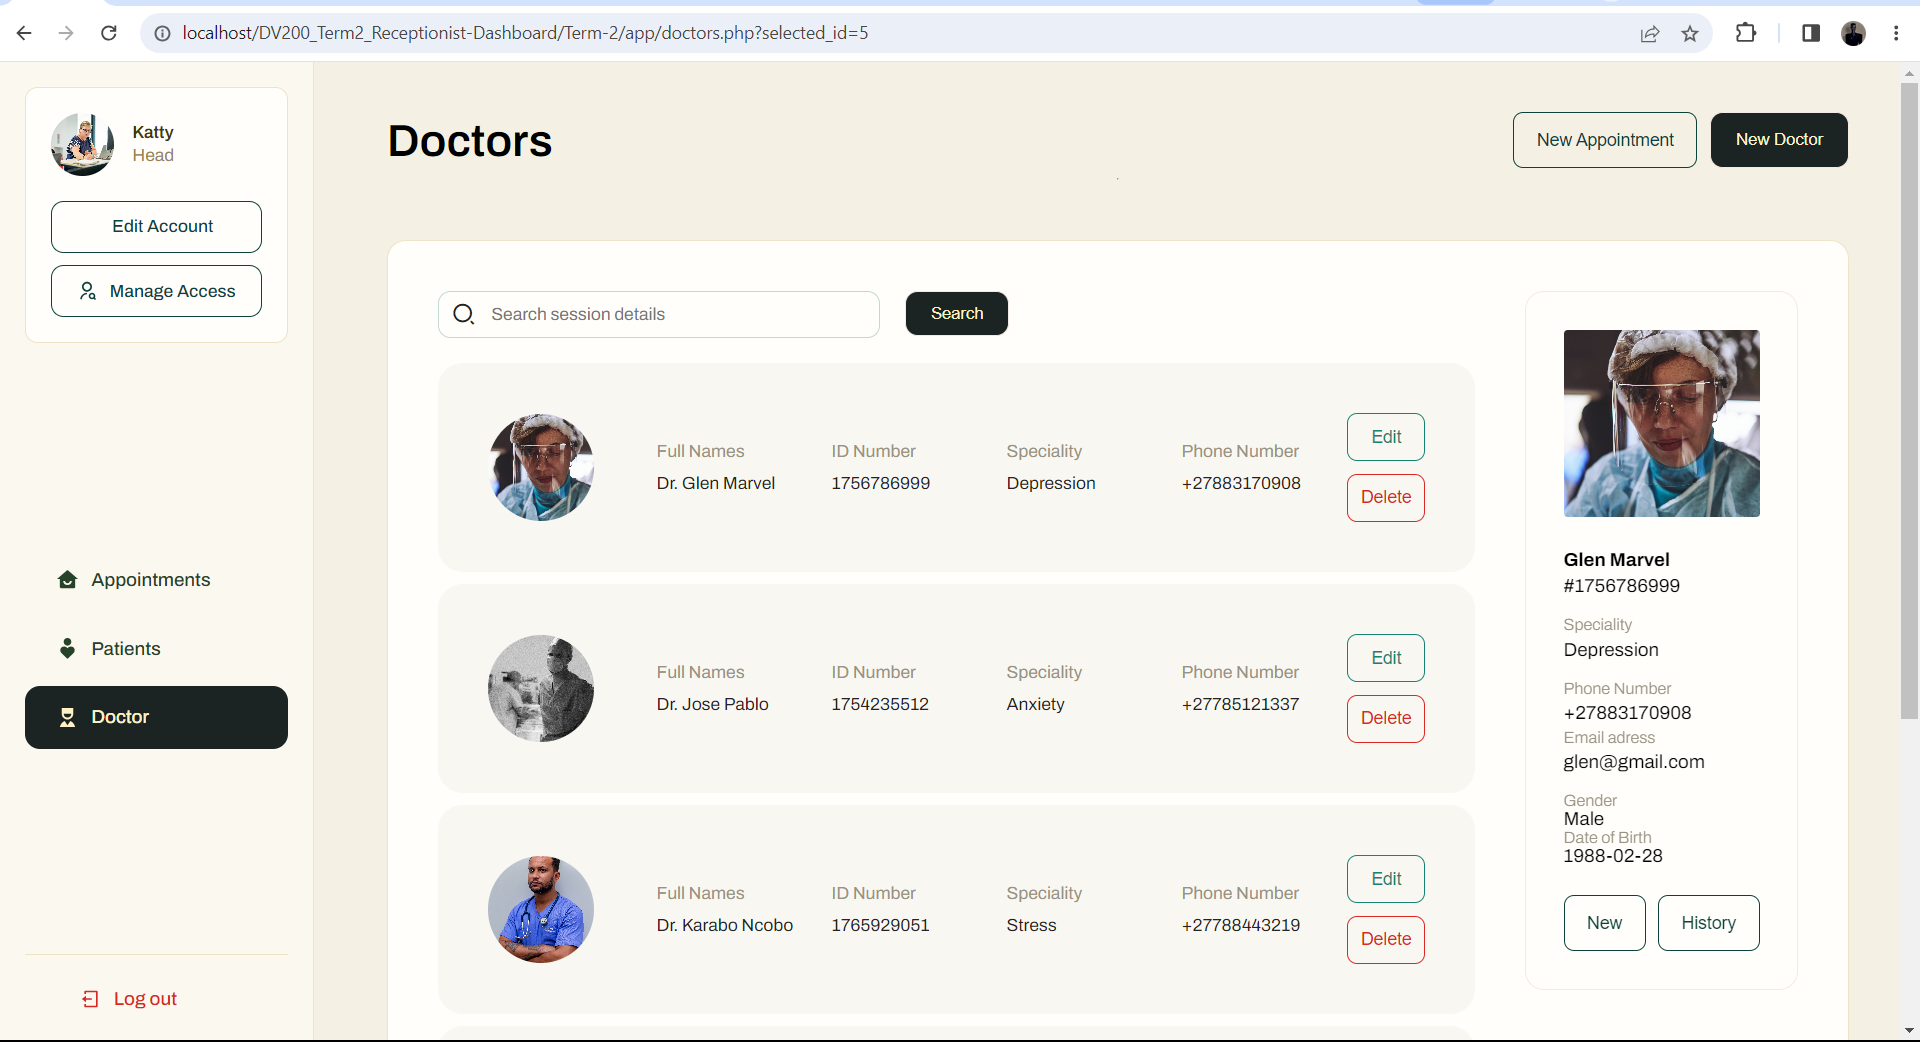 localhost/DV200_Term2_Receptionist-Dashboard/Term-2/app/doctors.php?selected_id=5
Katty
Head
Edit Account
Manage Access
Appointments
Patients
Doctor
Log out
Doctors
New Appointment
New Doctor
Search session details
Search
Full Names ID Number Speciality Phone Number
Dr. Glen Marvel 1756786999 Depression +27883170908
Edit
Delete
Full Names ID Number Speciality Phone Number
Dr. Jose Pablo 1754235512 Anxiety +27785121337
Edit
Delete
Full Names ID Number Speciality Phone Number
Dr. Karabo Ncobo 1765929051 Stress +27788443219
Edit
Delete
Glen Marvel
#1756786999
Speciality
Depression
Phone Number
+27883170908
Email adress
glen@gmail.com
Gender
Male
Date of Birth
1988-02-28
New
History